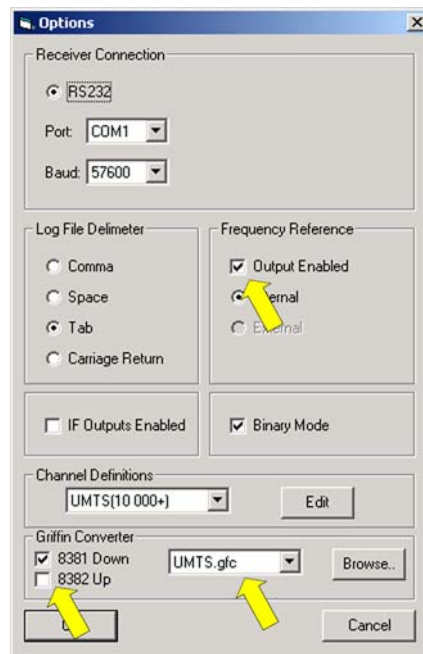 Options
Receiver Connection
RS232
Port: COM1
Baud: 57600
Log File Delimeter
Comma
Space
Tab
Carriage Return
Frequency Reference
Output Enabled
IF Outputs Enabled
Binary Mode
Channel Definitions
UMTS(10 000+)
Edit
Griffin Converter
8381 Down
8382 Up
UMTS.gfc
Browse..
Cancel